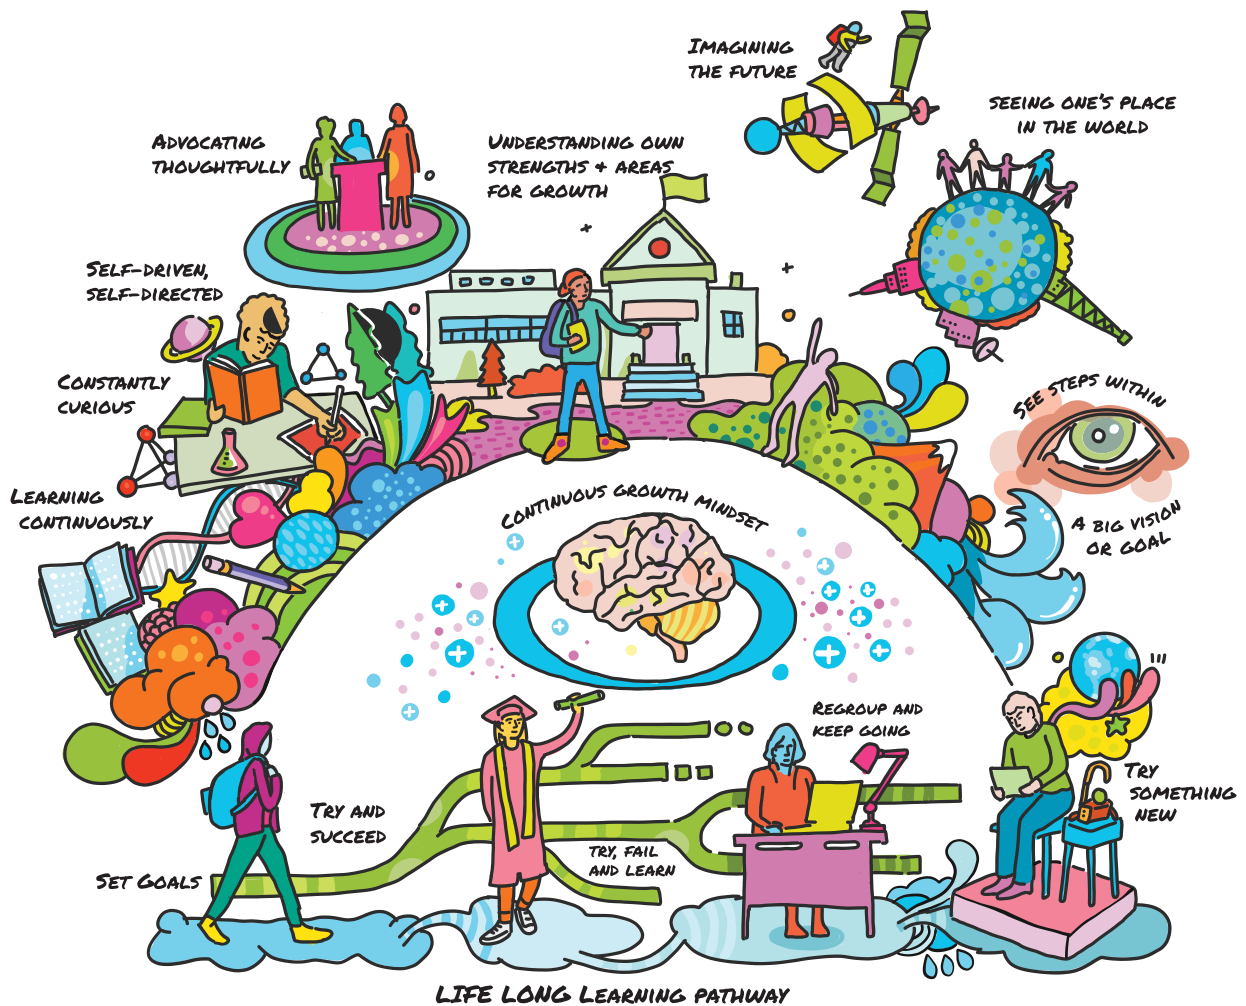 IMAGINING
THE FUTURE
SEEING ONE'S PLACE
IN THE WORLD
ADVOCATING
THOUGHTFULLY
UNDERSTANDING OWN
STRENGTHS + AREAS
FOR GROWTH
SELF-DRIVEN,
SELF-DIRECTED
CONSTANTLY
CURIOUS
SEE STEPS WITHIN
A BIG VISION
OR GOAL
LEARNING
CONTINUOUSLY
CONTINUOUS GROWTH MINDSET
REGROUP AND
KEEP GOING
TRY
SOMETHING
NEW
TRY AND
SUCCEED
TRY, FAIL
AND LEARN
SET GOALS
LIFE LONG LEARNING PATHWAY